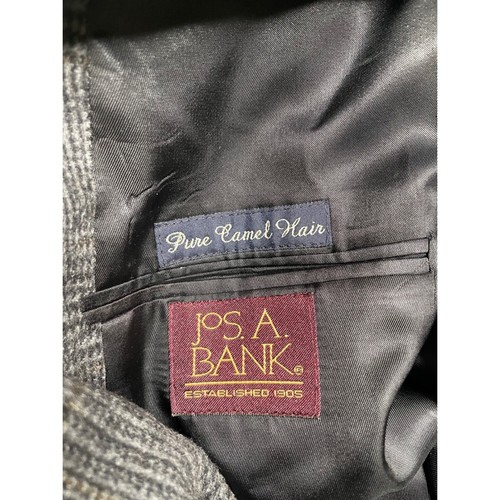 Pure Camel Hair
JOS. A.
BANK®
ESTABLISHED 1905